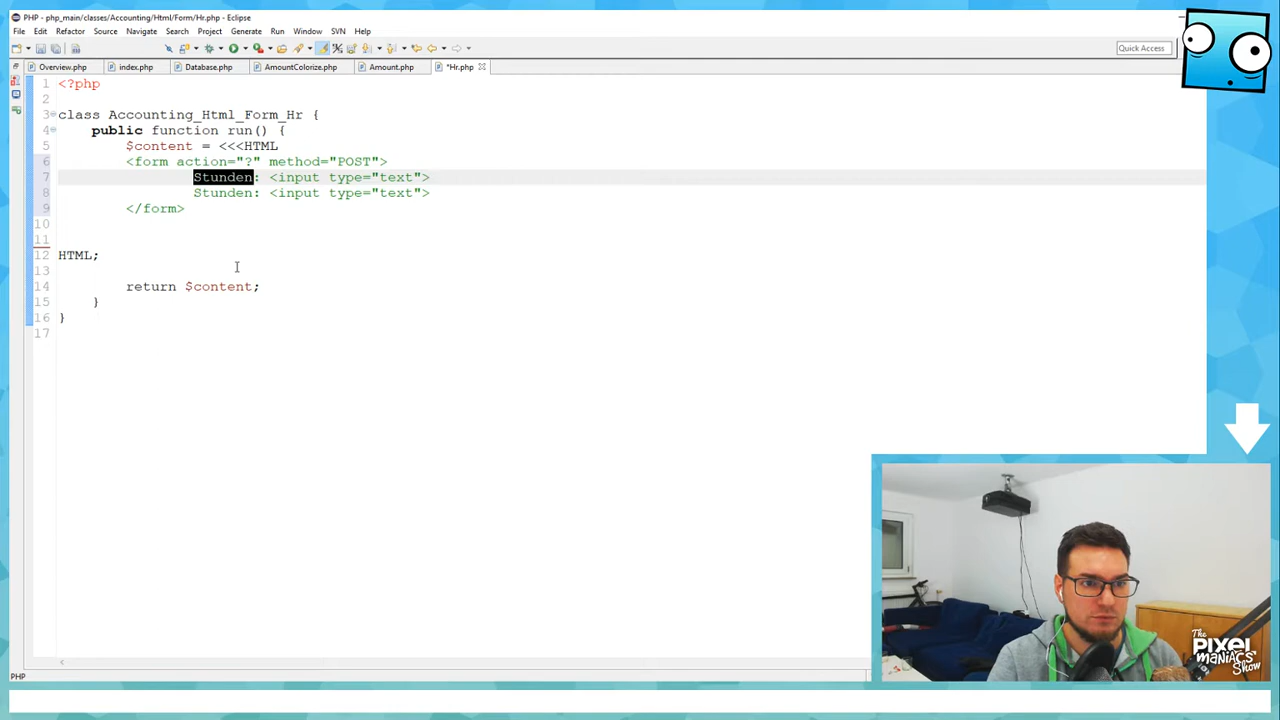 PHP - php_main/classes/Accounting/Html/Form/Hr.php - Eclipse
File Edit Refactor Source Navigate Search Project Generate Run Window SVN Help
Quick Access
Overview.php index.php Database.php AmountColorize.php Amount.php *Hr.php
1 <?php
2
3 class Accounting_Html_Form_Hr {
4 public function run() {
5 $content = <<<HTML
6 <form action="?" method="POST">
7 Stunden: <input type="text">
8 Stunden: <input type="text">
9 </form>
10
11
12 HTML;
13
14 return $content;
15 }
16 }
17
PHP
The
PIXEL
MANIACS
Show